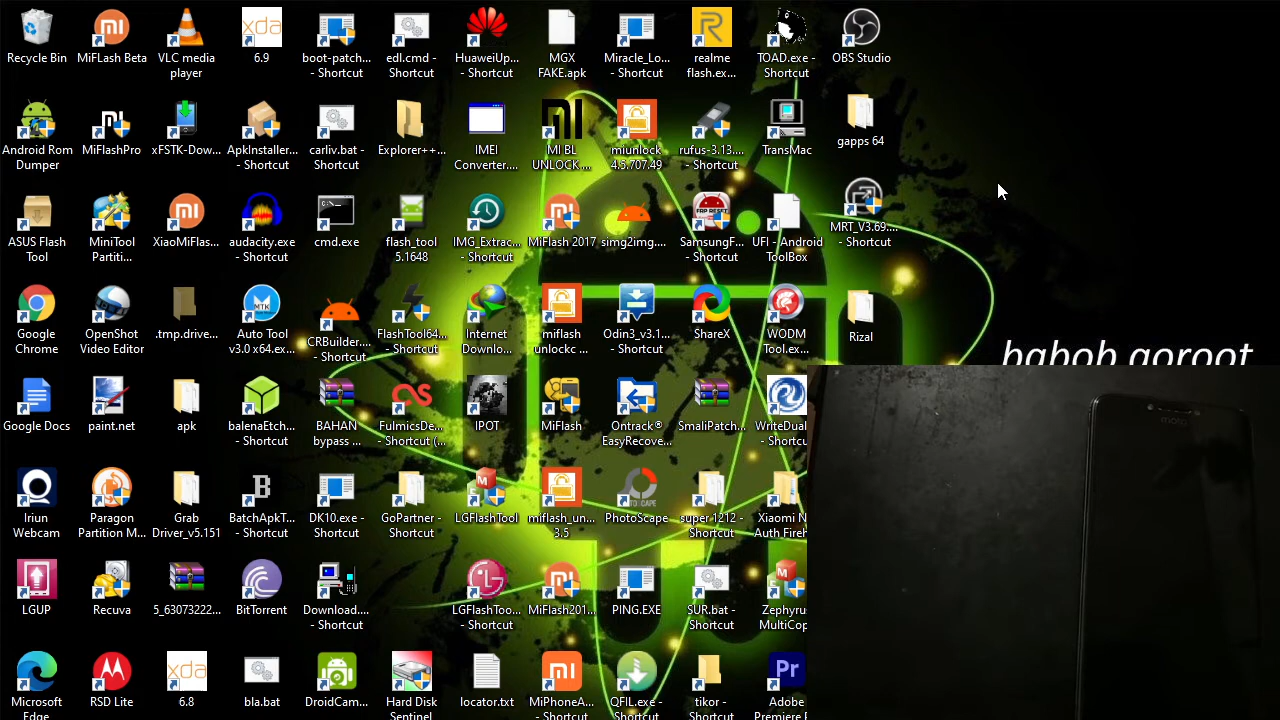 Recycle Bin
MiFlash Beta
VLC media
player
6.9
boot-patch...
- Shortcut
edl.cmd -
Shortcut
HuaweiUp...
- Shortcut
MGX
FAKE.apk
Miracle_Lo...
- Shortcut
realme
flash.ex...
TOAD.exe -
Shortcut
OBS Studio
Android Rom
Dumper
MiFlashPro
xFSTK-Dow...
ApkInstaller...
- Shortcut
carliv.bat -
Shortcut
Explorer++...
IMEI
Converter....
MI BL
UNLOCK....
miunlock
4.5.707.49
rufus-3.13....
- Shortcut
TransMac
gapps 64
ASUS Flash
Tool
MiniTool
Partiti...
XiaoMiFlas...
audacity.exe
- Shortcut
cmd.exe
flash_tool
5.1648
IMG_Extrac...
- Shortcut
MiFlash 2017
simg2img....
SamsungF...
- Shortcut
UFI - Android
ToolBox
MRT_V3.69....
- Shortcut
Google
Chrome
OpenShot
Video Editor
.tmp.drive...
Auto Tool
v3.0 x64.ex...
CRBuilder....
- Shortcut
FlashTool64...
- Shortcut
Internet
Downlo...
miflash
unlockc ...
Odin3_v3.1...
- Shortcut
ShareX
WODM
Tool.ex...
Rizal
babob goroot
Google Docs
paint.net
apk
balenaEtch...
- Shortcut
BAHAN
bypass ...
FulmicsDe...
- Shortcut (...
IPOT
MiFlash
Ontrack®
EasyRecove...
SmaliPatch...
WriteDual
- Shortcu
moto
Iriun
Webcam
Paragon
Partition M...
Grab
Driver_v5.151
BatchApkT...
- Shortcut
DK10.exe -
Shortcut
GoPartner -
Shortcut
LGFlashTool
miflash_un...
3.5
PhotoScape
super 1212 -
Shortcut
Xiaomi N
Auth Fireh
LGUP
Recuva
5_63073222...
BitTorrent
Download....
- Shortcut
LGFlashToo...
- Shortcut
MiFlash201...
- Shortcut
PING.EXE
SUR.bat -
Shortcut
Zephyrus
MultiCop
Microsoft
Edge
RSD Lite
6.8
bla.bat
DroidCam...
Hard Disk
Sentinel
locator.txt
MiPhoneA...
- Shortcut
QFIL.exe -
Shortcut
tikor -
Shortcut
Adobe
Premiere P